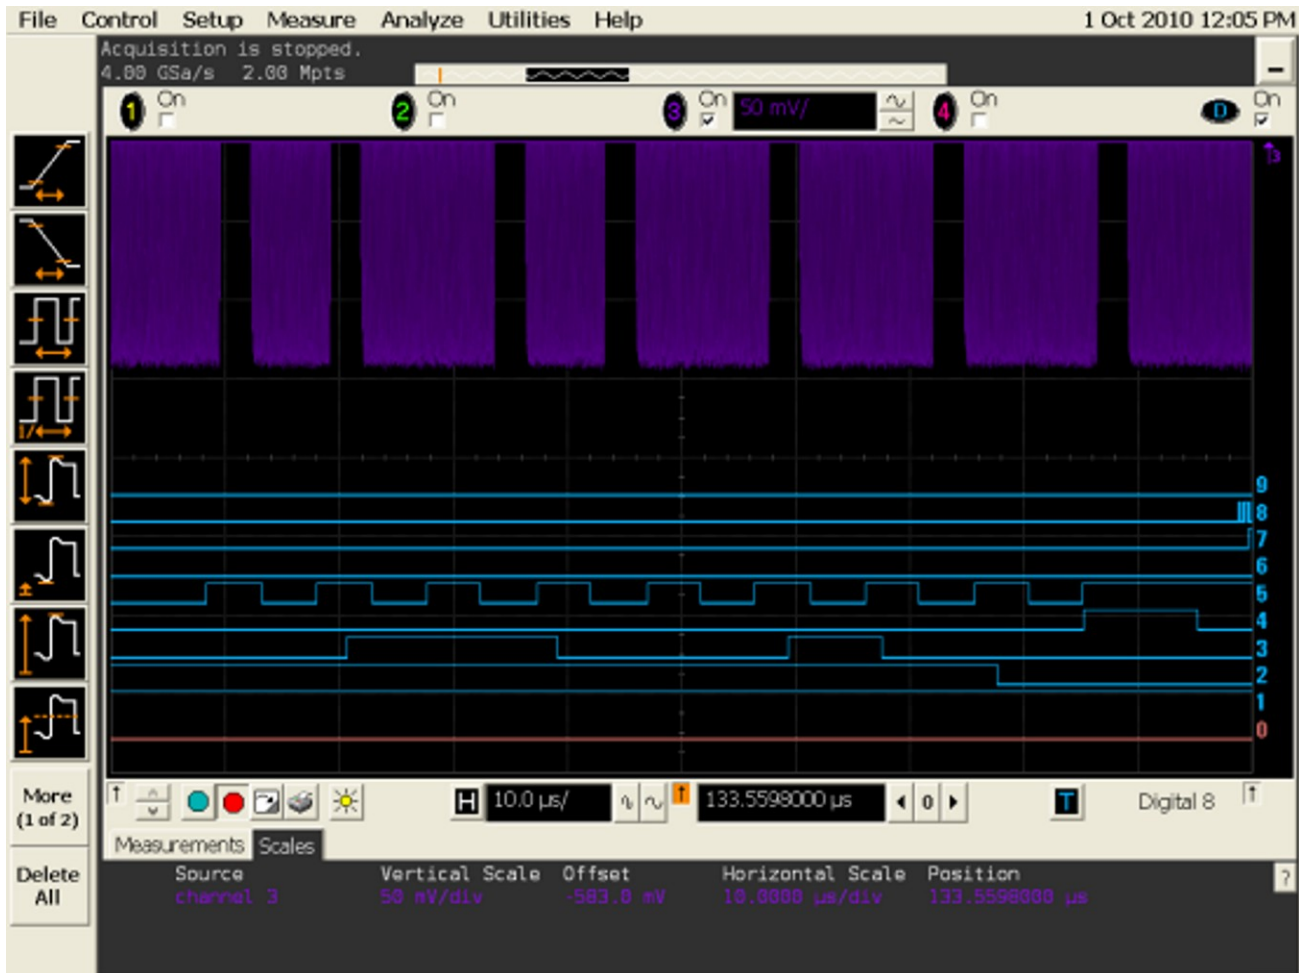 File Control Setup Measure Analyze Utilities Help 1 Oct 2010 12:05 PM
Acquisition is stopped.
4.00 GSa/s 2.00 Mpts
1 On 2 On 3 On 50 mV/ 4 On D On
3
1/
9
8
7
6
5
4
3
2
1
0
More
(1 of 2)
Delete
All
H 10.0 µs/ 133.5598000 µs 0 T Digital 8
Measurements Scales
Source Vertical Scale Offset Horizontal Scale Position
channel 3 50 mV/div -583.0 mV 10.0000 µs/div 133.5598000 µs
?